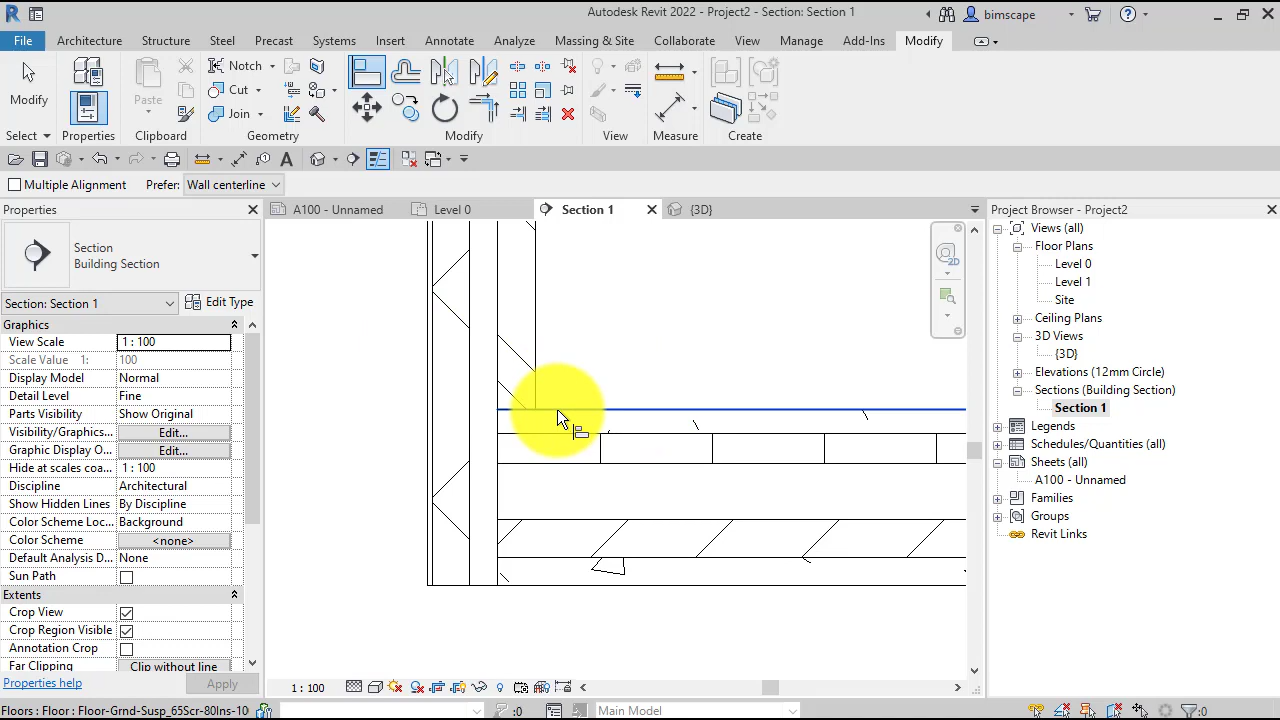 Autodesk Revit 2022 - Project2 - Section: Section 1
bimscape
File
Architecture
Structure
Steel
Precast
Systems
Insert
Annotate
Analyze
Massing & Site
Collaborate
View
Manage
Add-Ins
Modify
Modify
Paste
Notch
Cut
Join
Select
Properties
Clipboard
Geometry
Modify
View
Measure
Create
Multiple Alignment
Prefer:
Wall centerline
Properties
A100 - Unnamed
Level 0
Section 1
{3D}
Project Browser - Project2
Section
Building Section
Section: Section 1
Edit Type
Graphics
View Scale
1 : 100
Scale Value 1:
100
Display Model
Normal
Detail Level
Fine
Parts Visibility
Show Original
Visibility/Graphics...
Edit...
Graphic Display O...
Edit...
Hide at scales coa...
1 : 100
Discipline
Architectural
Show Hidden Lines
By Discipline
Color Scheme Loc...
Background
Color Scheme
<none>
Default Analysis D...
None
Sun Path
Extents
Crop View
Crop Region Visible
Annotation Crop
Far Clipping
Clip without line
Properties help
Apply
2D
Views (all)
Floor Plans
Level 0
Level 1
Site
Ceiling Plans
3D Views
{3D}
Elevations (12mm Circle)
Sections (Building Section)
Section 1
Legends
Schedules/Quantities (all)
Sheets (all)
A100 - Unnamed
Families
Groups
Revit Links
1 : 100
Floors : Floor : Floor-Grnd-Susp_65Scr-80Ins-10
:0
Main Model
:0